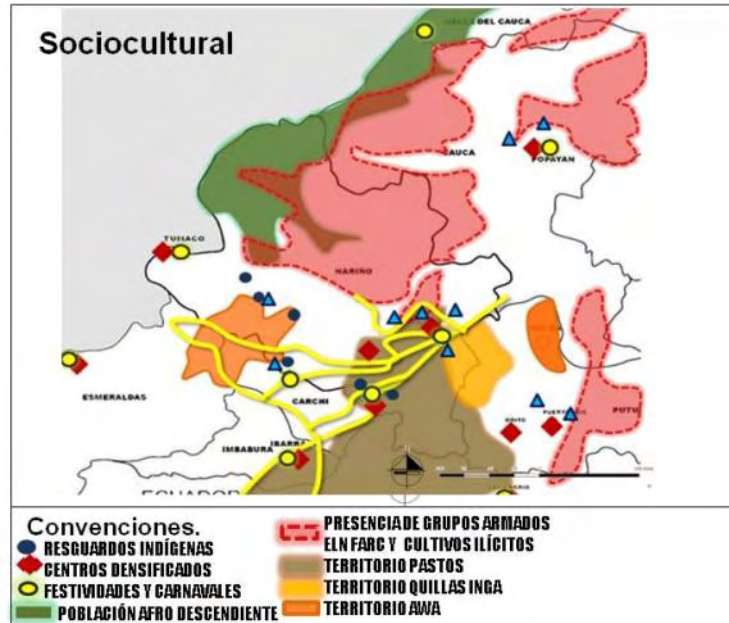 Sociocultural
DEL CAUCA
CAUCA
POPAYAN
TUMACO
NARIÑO
ESMERALDAS
CARCHI
PUTU
IBARRA
IMBABURA
ECUADOR
Convenciones.
RESGUARDOS INDÍGENAS
CENTROS DENSIFICADOS
FESTIVIDADES Y CARNAVALES
POBLACIÓN AFRO DESCENDIENTE
PRESENCIA DE GRUPOS ARMADOS
ELN FARC Y CULTIVOS ILÍCITOS
TERRITORIO PASTOS
TERRITORIO QUILLAS INGA
TERRITORIO AWA